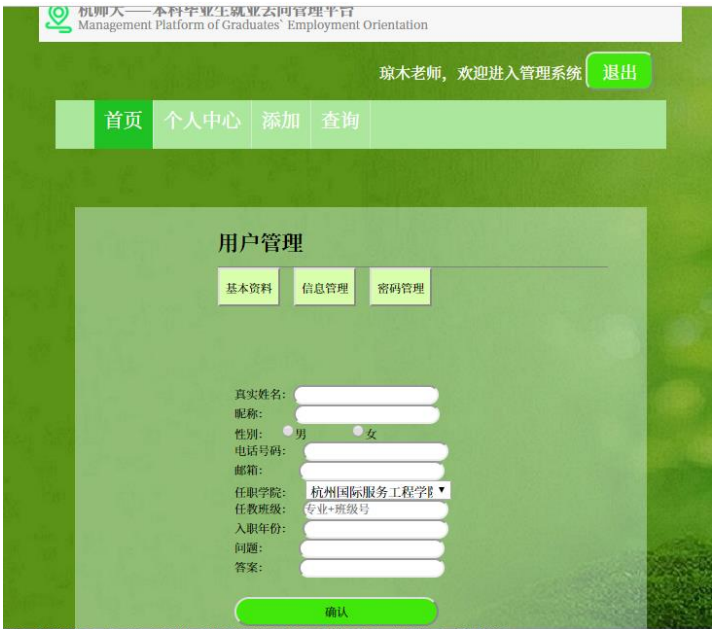 杭师大——本科毕业生就业去向管理平台
Management Platform of Graduates` Employment Orientation
琼木老师，欢迎进入管理系统 退出
首页 个人中心 添加 查询
用户管理
基本资料 信息管理 密码管理
真实姓名：
昵称：
性别： 男 女
电话号码：
邮箱：
任职学院： 杭州国际服务工程学
任教班级： 专业+班级号
入职年份：
问题：
答案：
确认